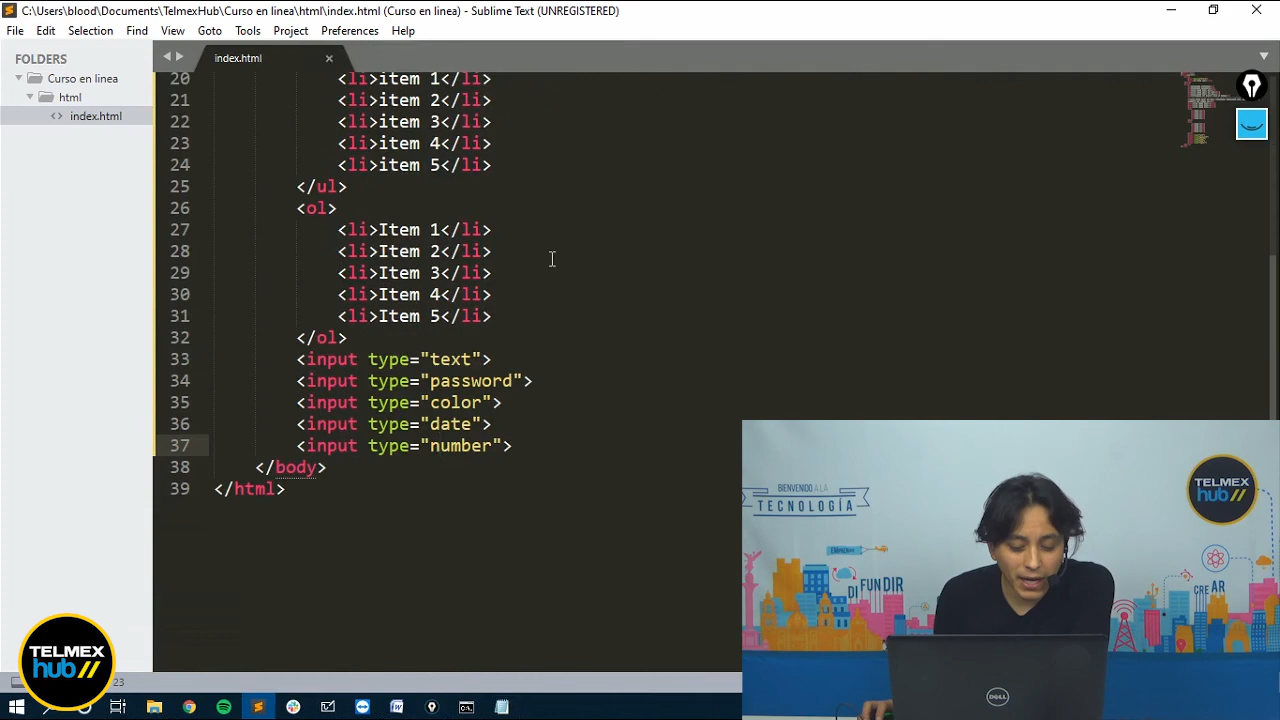 C:\Users\blood\Documents\TelmexHub\Curso en linea\html\index.html (Curso en linea) - Sublime Text (UNREGISTERED)
File Edit Selection Find View Goto Tools Project Preferences Help
FOLDERS
Curso en linea
html
<> index.html
index.html ×
20 <li>item 1</li>
21 <li>item 2</li>
22 <li>item 3</li>
23 <li>item 4</li>
24 <li>item 5</li>
25 </ul>
26 <ol>
27 <li>Item 1</li>
28 <li>Item 2</li>
29 <li>Item 3</li>
30 <li>Item 4</li>
31 <li>Item 5</li>
32 </ol>
33 <input type="text">
34 <input type="password">
35 <input type="color">
36 <input type="date">
37 <input type="number">
38 </body>
39 </html>
BIENVENIDO A LA
TECNOLOGÍA
TELMEX
hub//
DI
FUNDIR
CREAR
DELL
TELMEX
hub//
23